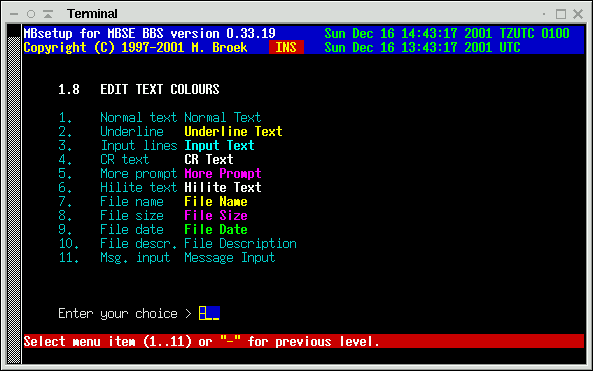 Terminal
MBsetup for MBSE BBS version 0.33.19 Sun Dec 16 14:43:17 2001 TZUTC 0100
Copyright (C) 1997-2001 M. Broek INS Sun Dec 16 13:43:17 2001 UTC
1.8 EDIT TEXT COLOURS
1. Normal text Normal Text
2. Underline Underline Text
3. Input lines Input Text
4. CR text CR Text
5. More prompt More Prompt
6. Hilite text Hilite Text
7. File name File Name
8. File size File Size
9. File date File Date
10. File descr. File Description
11. Msg. input Message Input
Enter your choice > -__
Select menu item (1..11) or "-" for previous level.